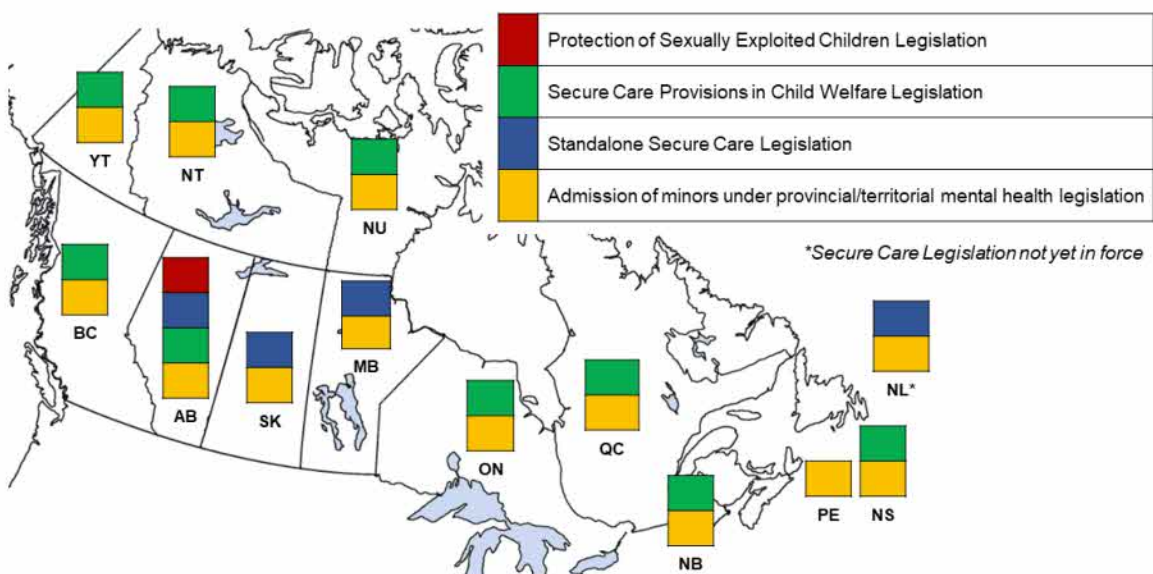 Protection of Sexually Exploited Children Legislation
Secure Care Provisions in Child Welfare Legislation
Standalone Secure Care Legislation
Admission of minors under provincial/territorial mental health legislation
*Secure Care Legislation not yet in force
YT
NT
NU
BC
AB
SK
MB
ON
QC
NB
PE
NS
NL*